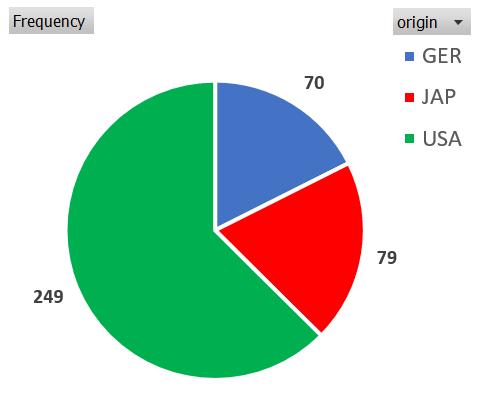 Frequency
origin
GER
70
JAP
USA
79
249